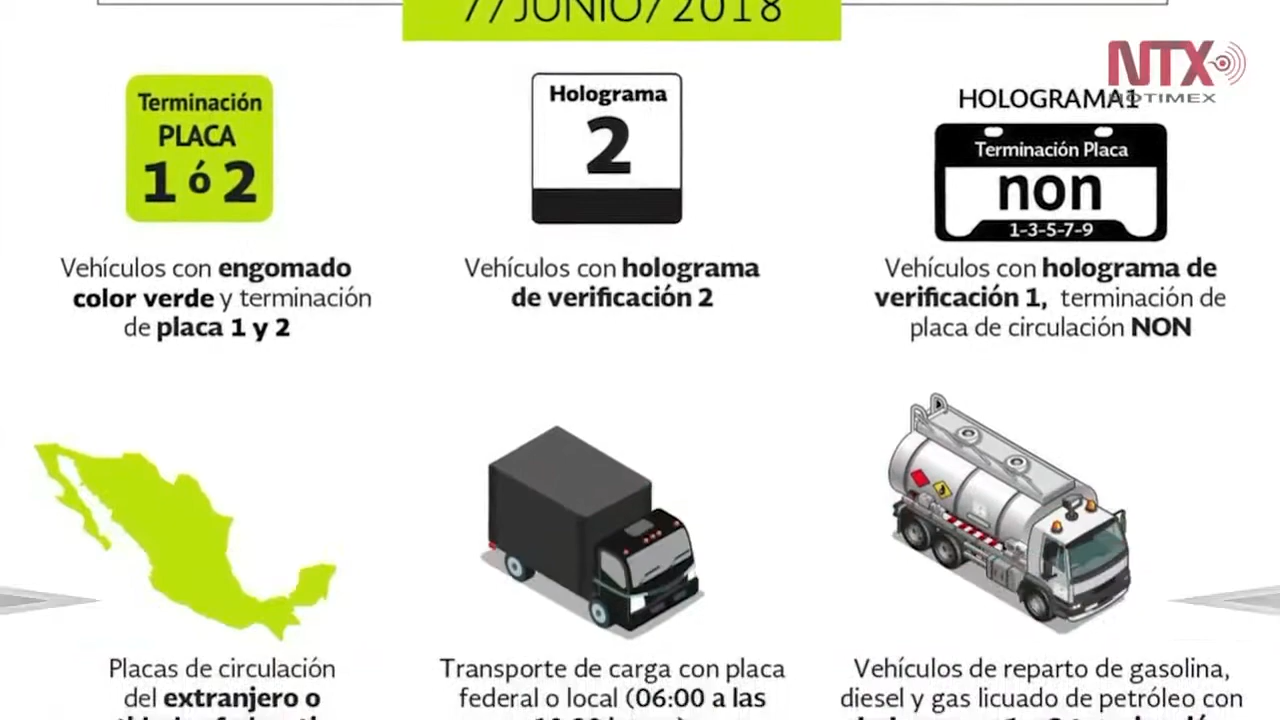 7/JUNIO/2018
NTX
NOTIMEX
Terminación
PLACA
1 ó 2
Holograma
2
HOLOGRAMA1
Terminación Placa
non
1-3-5-7-9
Vehículos con engomado
color verde y terminación
de placa 1 y 2
Vehículos con holograma
de verificación 2
Vehículos con holograma de
verificación 1, terminación de
placa de circulación NON
Placas de circulación
del extranjero o
Transporte de carga con placa
federal o local (06:00 a las
Vehículos de reparto de gasolina,
diesel y gas licuado de petróleo con